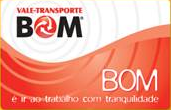 VALE-TRANSPORTE
BOM
BOM
é ir ao trabalho com tranquilidade